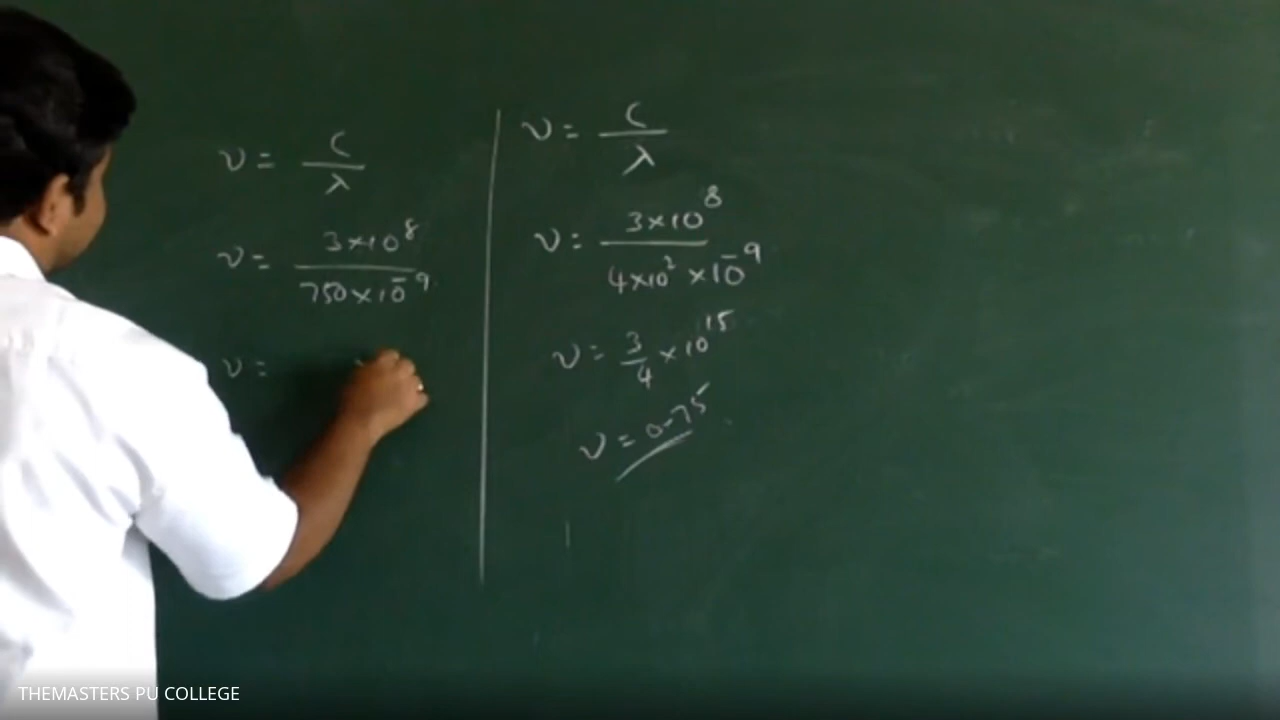 ν = c / λ
ν = 3×10⁸ / 750×10⁻⁹
ν =
ν = c / λ
ν = 3×10⁸ / 4×10² ×10⁻⁹
ν = 3/4 ×10¹⁵
ν = 0.75
THEMASTERS PU COLLEGE